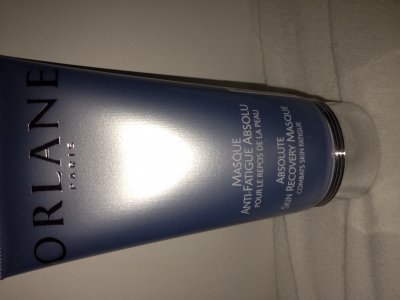 ORLANE
PARIS
MASQUE
ANTI-FATIGUE ABSOLU
POUR LE REPOS DE LA PEAU
ABSOLUTE
SKIN RECOVERY MASQUE
COMBATS SKIN FATIGUE